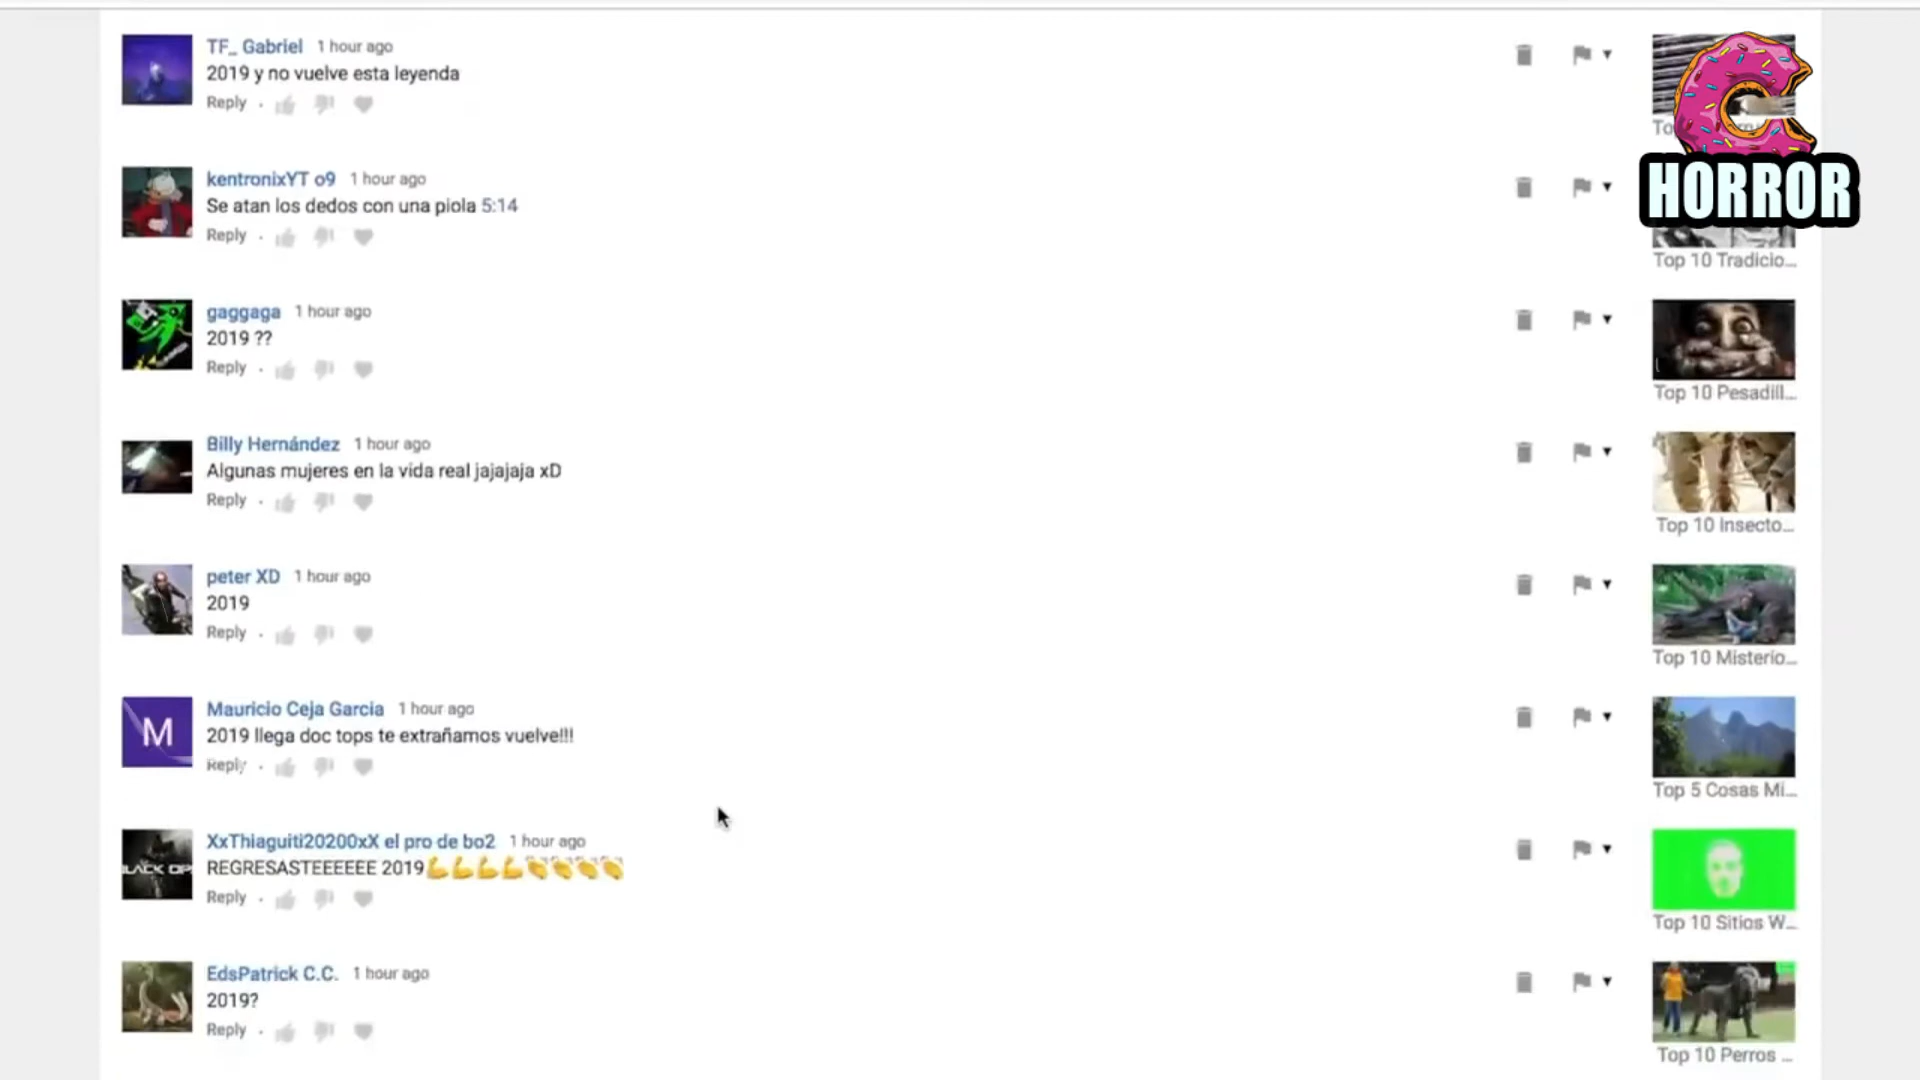 TF_ Gabriel 1 hour ago
2019 y no vuelve esta leyenda
Reply
HORROR
kentronixYT o9 1 hour ago
Se atan los dedos con una piola 5:14
Reply
Top 10 Tradicio...
gaggaga 1 hour ago
2019 ??
Reply
Top 10 Pesadill...
Billy Hernández 1 hour ago
Algunas mujeres en la vida real jajajaja xD
Reply
Top 10 Insecto...
peter XD 1 hour ago
2019
Reply
Top 10 Misterio...
M
Mauricio Ceja Garcia 1 hour ago
2019 llega doc tops te extrañamos vuelve!!!
Reply
Top 5 Cosas Mi...
XxThiaguiti20200xX el pro de bo2 1 hour ago
REGRESASTEEEEEE 2019💪💪💪💪👏👏👏👏
Reply
Top 10 Sitios W...
EdsPatrick C.C. 1 hour ago
2019?
Reply
Top 10 Perros ...